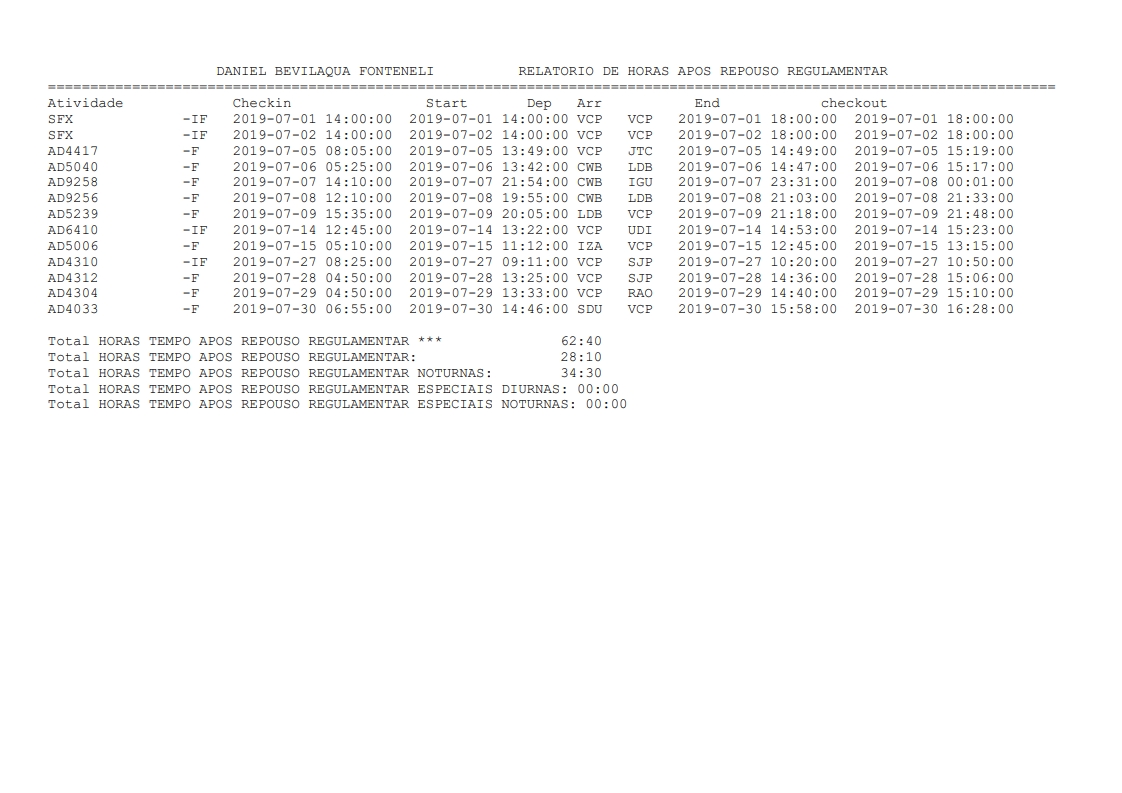 DANIEL BEVILAQUA FONTENELI          RELATORIO DE HORAS APOS REPOUSO REGULAMENTAR
========================================================================================================================
Atividade             Checkin                Start       Dep   Arr           End            checkout
SFX             -IF   2019-07-01 14:00:00  2019-07-01 14:00:00 VCP   VCP   2019-07-01 18:00:00  2019-07-01 18:00:00
SFX             -IF   2019-07-02 14:00:00  2019-07-02 14:00:00 VCP   VCP   2019-07-02 18:00:00  2019-07-02 18:00:00
AD4417          -F    2019-07-05 08:05:00  2019-07-05 13:49:00 VCP   JTC   2019-07-05 14:49:00  2019-07-05 15:19:00
AD5040          -F    2019-07-06 05:25:00  2019-07-06 13:42:00 CWB   LDB   2019-07-06 14:47:00  2019-07-06 15:17:00
AD9258          -F    2019-07-07 14:10:00  2019-07-07 21:54:00 CWB   IGU   2019-07-07 23:31:00  2019-07-08 00:01:00
AD9256          -F    2019-07-08 12:10:00  2019-07-08 19:55:00 CWB   LDB   2019-07-08 21:03:00  2019-07-08 21:33:00
AD5239          -F    2019-07-09 15:35:00  2019-07-09 20:05:00 LDB   VCP   2019-07-09 21:18:00  2019-07-09 21:48:00
AD6410          -IF   2019-07-14 12:45:00  2019-07-14 13:22:00 VCP   UDI   2019-07-14 14:53:00  2019-07-14 15:23:00
AD5006          -F    2019-07-15 05:10:00  2019-07-15 11:12:00 IZA   VCP   2019-07-15 12:45:00  2019-07-15 13:15:00
AD4310          -IF   2019-07-27 08:25:00  2019-07-27 09:11:00 VCP   SJP   2019-07-27 10:20:00  2019-07-27 10:50:00
AD4312          -F    2019-07-28 04:50:00  2019-07-28 13:25:00 VCP   SJP   2019-07-28 14:36:00  2019-07-28 15:06:00
AD4304          -F    2019-07-29 04:50:00  2019-07-29 13:33:00 VCP   RAO   2019-07-29 14:40:00  2019-07-29 15:10:00
AD4033          -F    2019-07-30 06:55:00  2019-07-30 14:46:00 SDU   VCP   2019-07-30 15:58:00  2019-07-30 16:28:00
Total HORAS TEMPO APOS REPOUSO REGULAMENTAR ***              62:40
Total HORAS TEMPO APOS REPOUSO REGULAMENTAR:                 28:10
Total HORAS TEMPO APOS REPOUSO REGULAMENTAR NOTURNAS:        34:30
Total HORAS TEMPO APOS REPOUSO REGULAMENTAR ESPECIAIS DIURNAS: 00:00
Total HORAS TEMPO APOS REPOUSO REGULAMENTAR ESPECIAIS NOTURNAS: 00:00